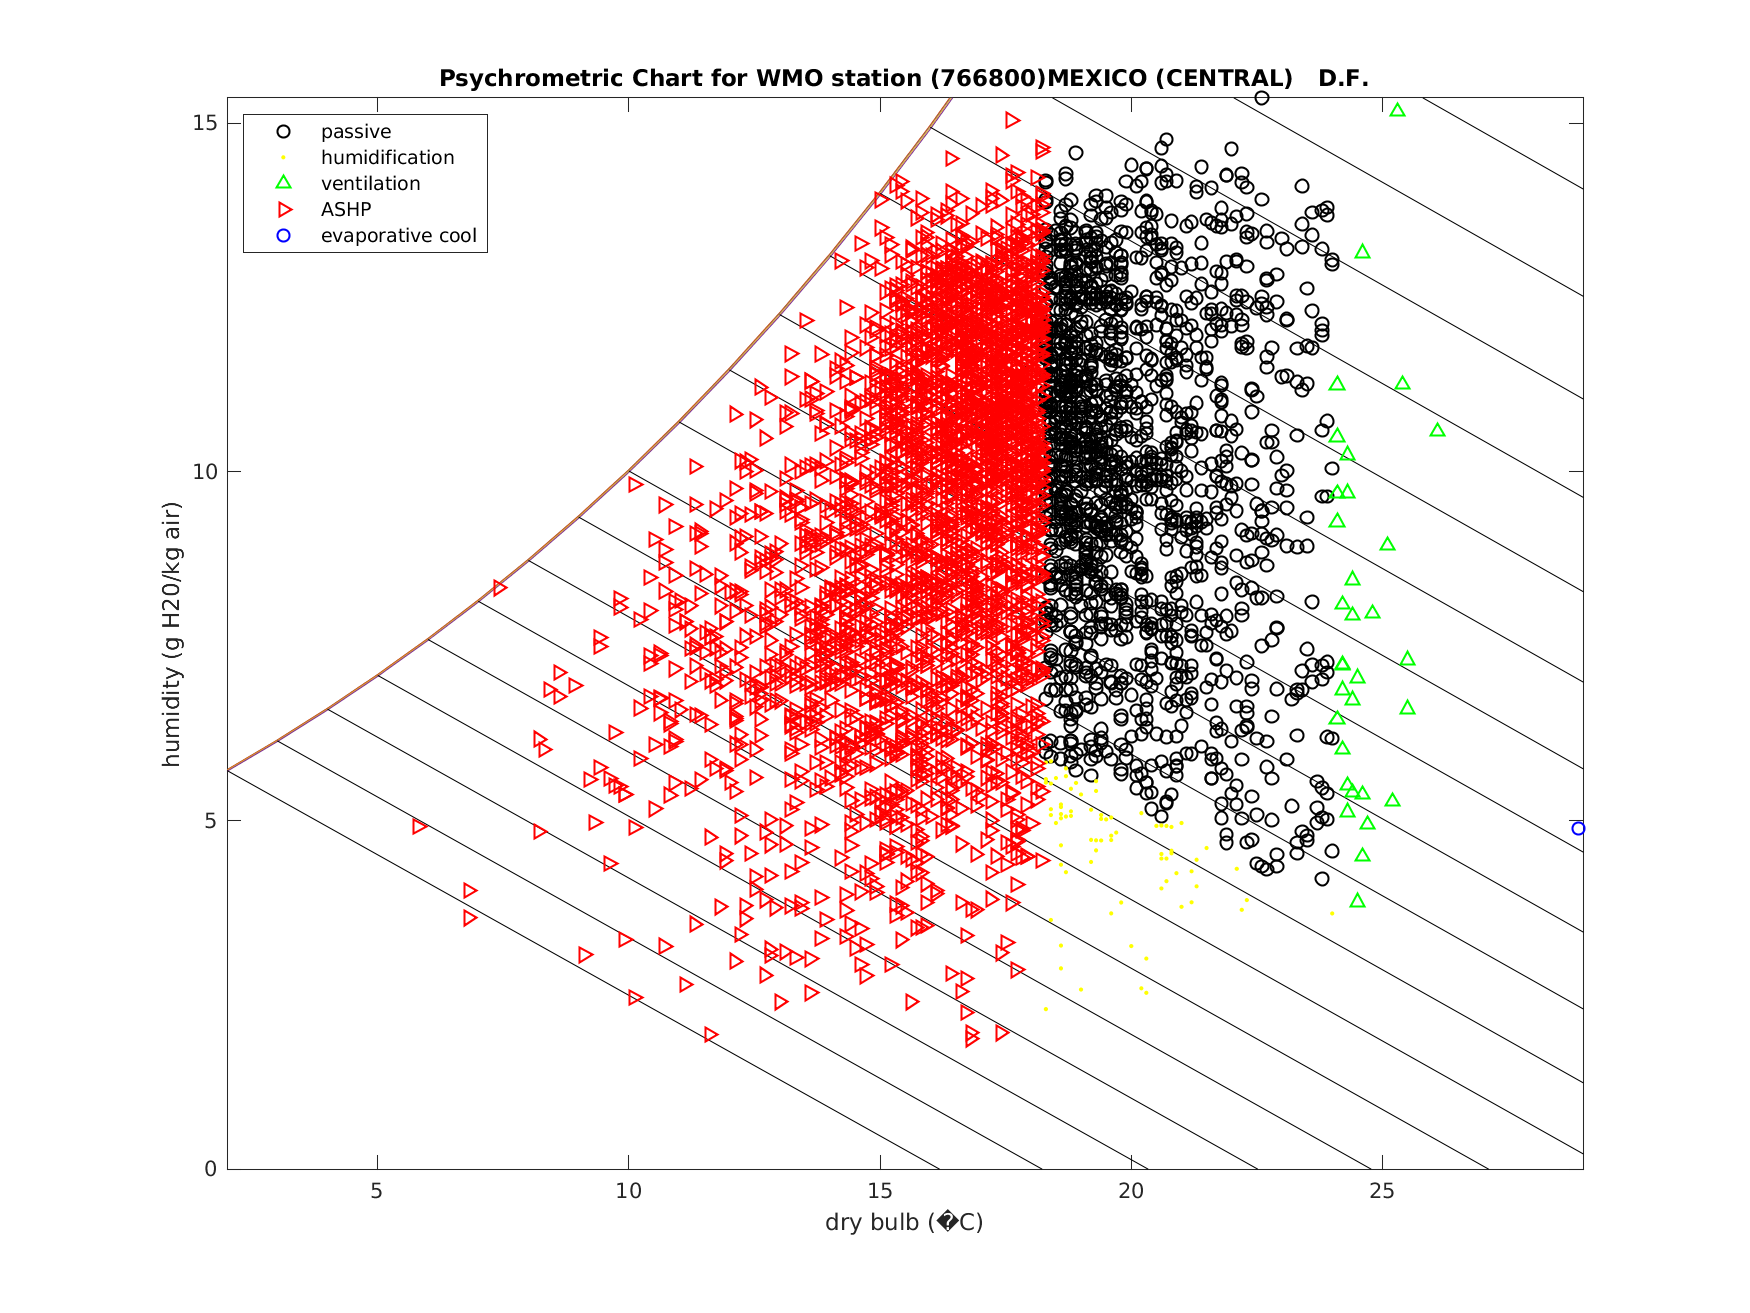 Psychrometric Chart for WMO station (766800)MEXICO (CENTRAL)   D.F.
15
passive
humidification
ventilation
ASHP
evaporative cool
10
humidity (g H20/kg air)
5
0
5
10
15
20
25
dry bulb (�C)